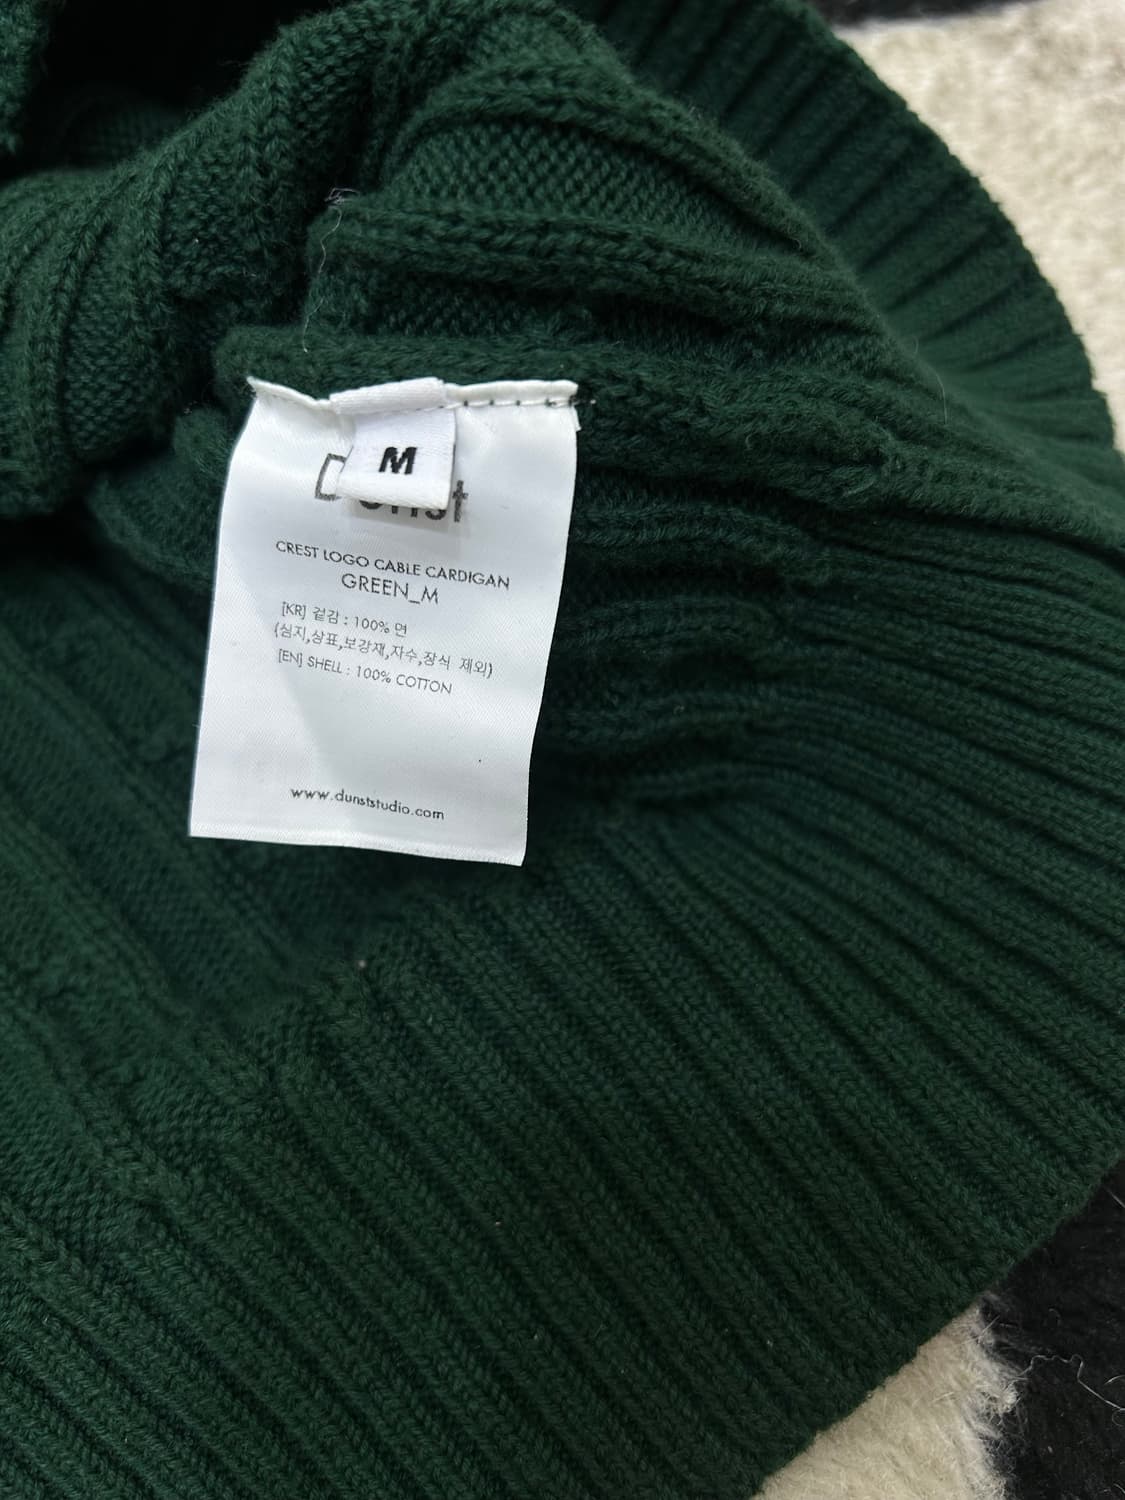 M
CREST LOGO CABLE CARDIGAN
GREEN_M
[KR] 겉감 : 100% 면
(심지,상표,보강재,자수,장식 제외)
[EN] SHELL : 100% COTTON
www.dunststudio.com